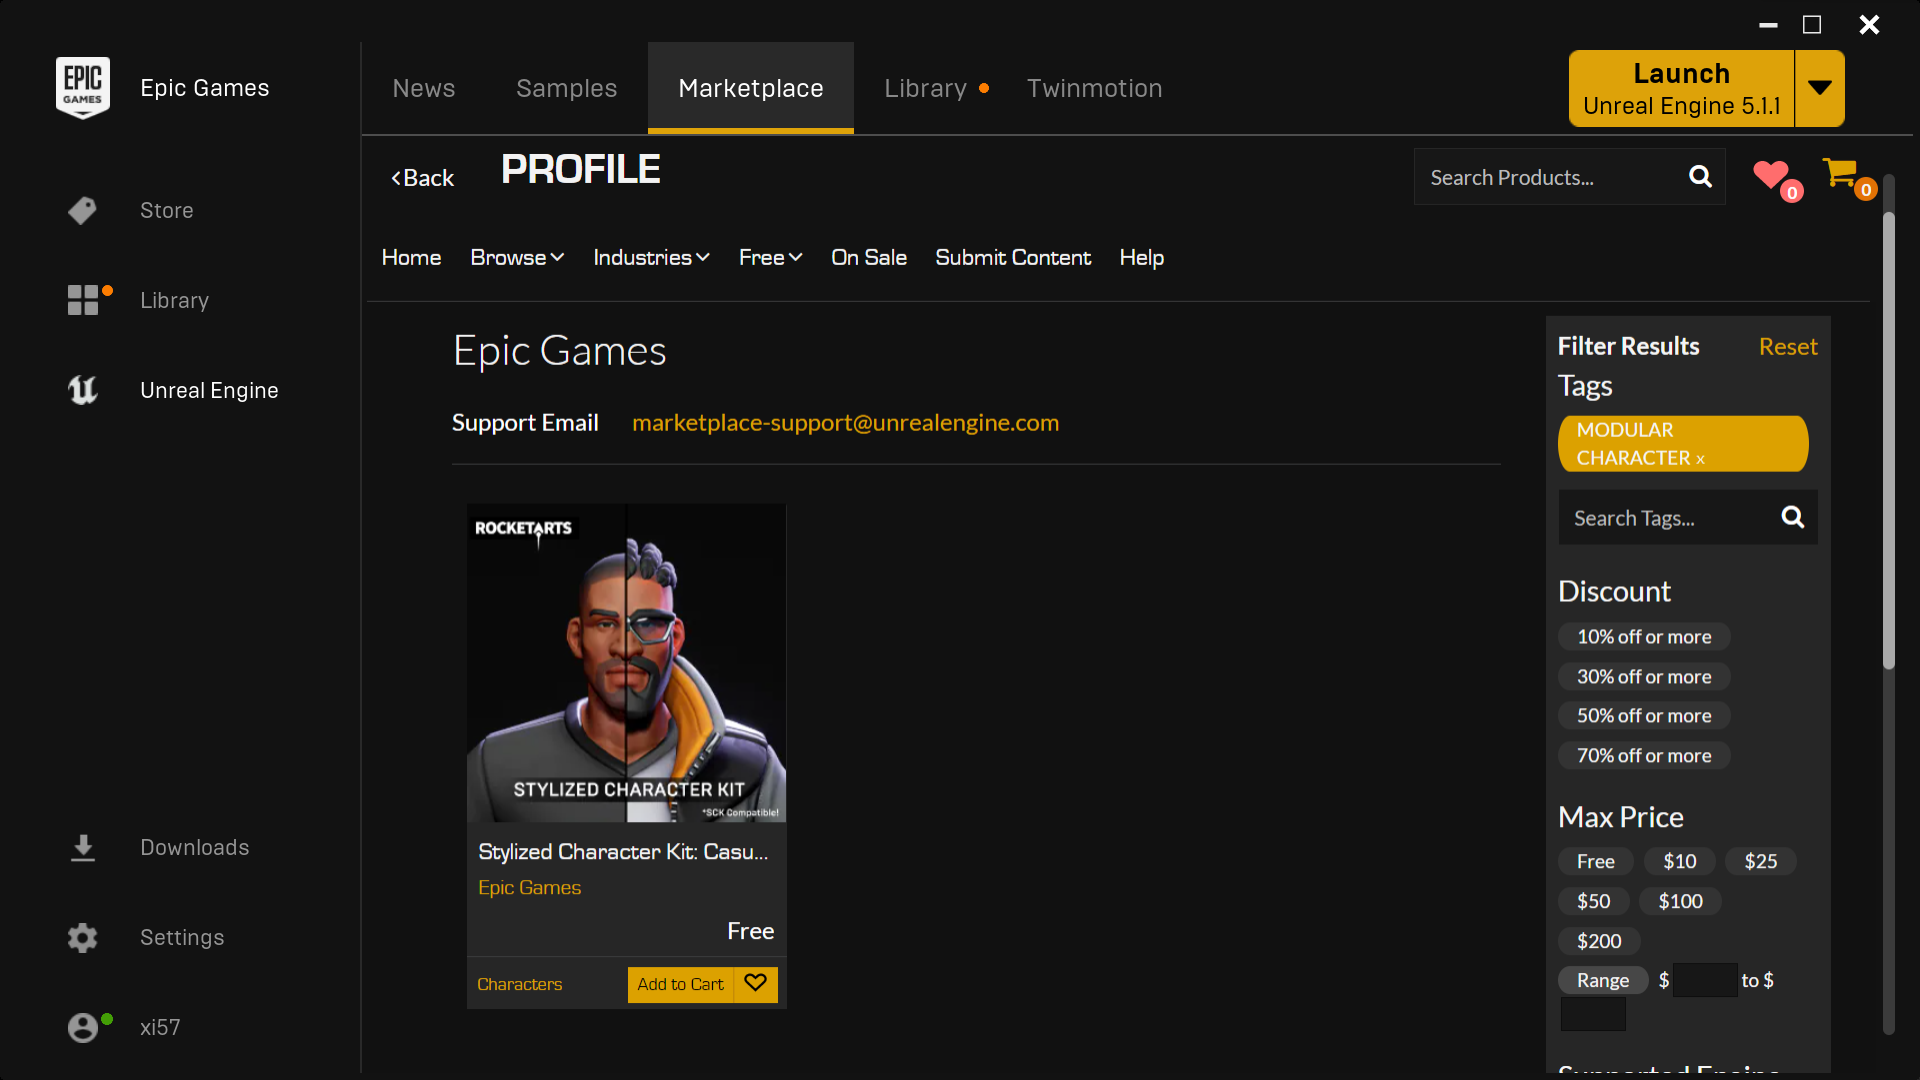 EPIC GAMES
Epic Games
News
Samples
Marketplace
Library
Twinmotion
Launch
Unreal Engine 5.1.1
Store
Library
Unreal Engine
Downloads
Settings
xi57
Back
PROFILE
Search Products...
0
0
Home
Browse
Industries
Free
On Sale
Submit Content
Help
Epic Games
Support Email marketplace-support@unrealengine.com
ROCKETARTS
STYLIZED CHARACTER KIT
*SCK Compatible!
Stylized Character Kit: Casu...
Epic Games
Free
Characters
Add to Cart
Filter Results
Reset
Tags
MODULAR
CHARACTER x
Search Tags...
Discount
10% off or more
30% off or more
50% off or more
70% off or more
Max Price
Free $10 $25
$50 $100
$200
Range $ to $
Supported Engine